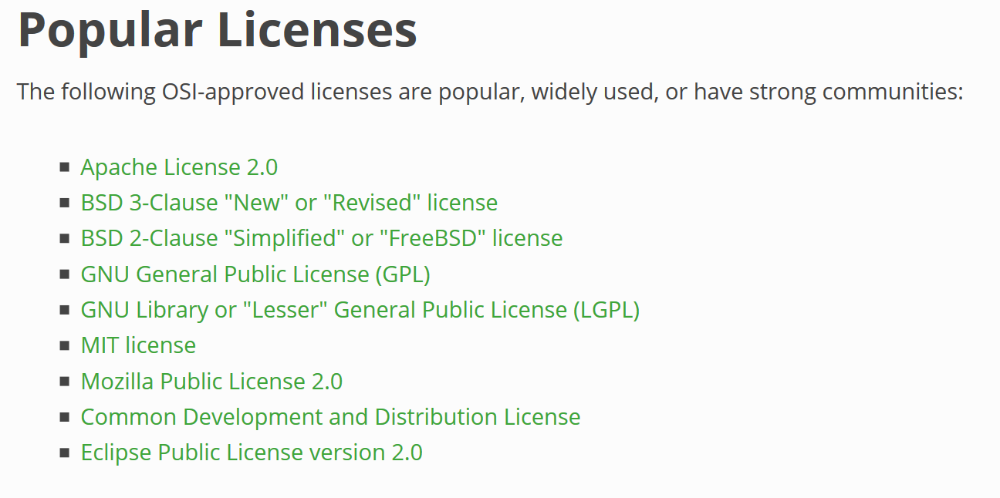 Popular Licenses
The following OSI-approved licenses are popular, widely used, or have strong communities:
Apache License 2.0
BSD 3-Clause "New" or "Revised" license
BSD 2-Clause "Simplified" or "FreeBSD" license
GNU General Public License (GPL)
GNU Library or "Lesser" General Public License (LGPL)
MIT license
Mozilla Public License 2.0
Common Development and Distribution License
Eclipse Public License version 2.0